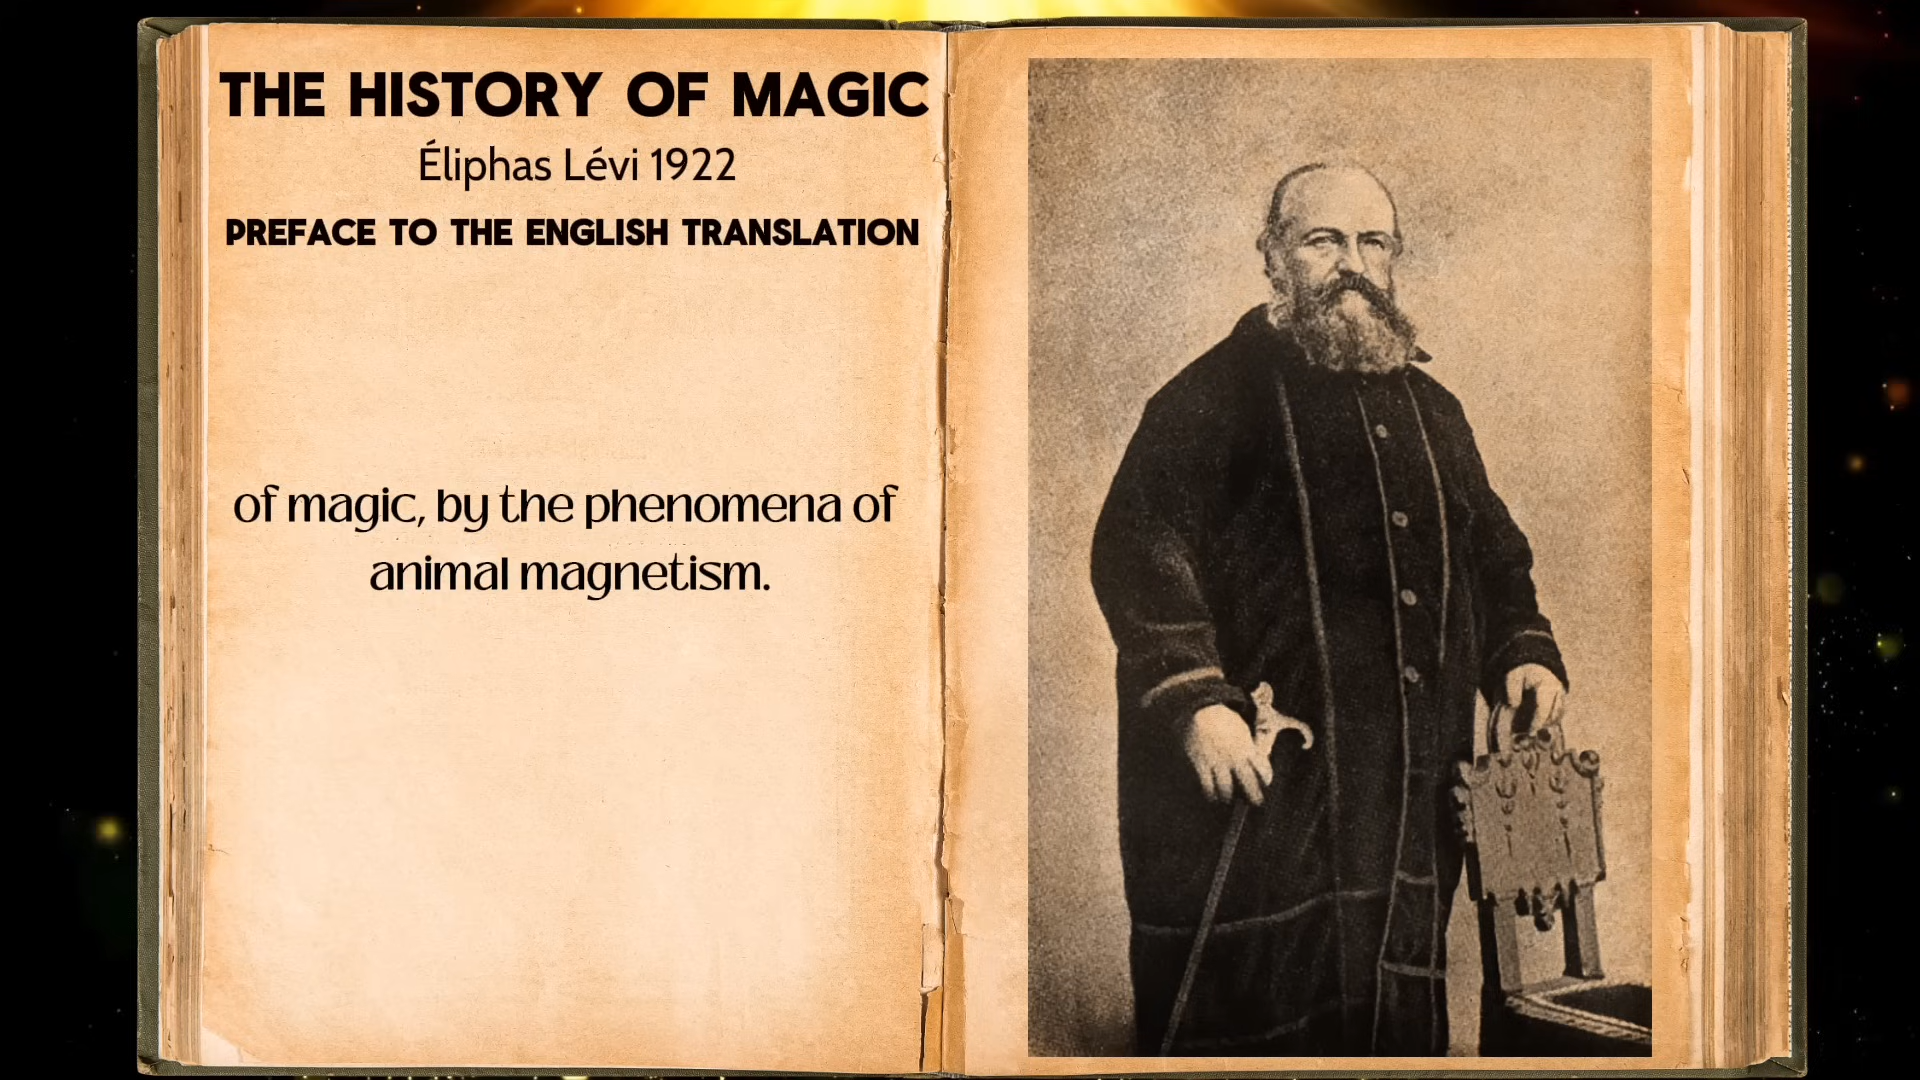 THE HISTORY OF MAGIC
Éliphas Lévi 1922
PREFACE TO THE ENGLISH TRANSLATION
of magic, by the phenomena of
animal magnetism.